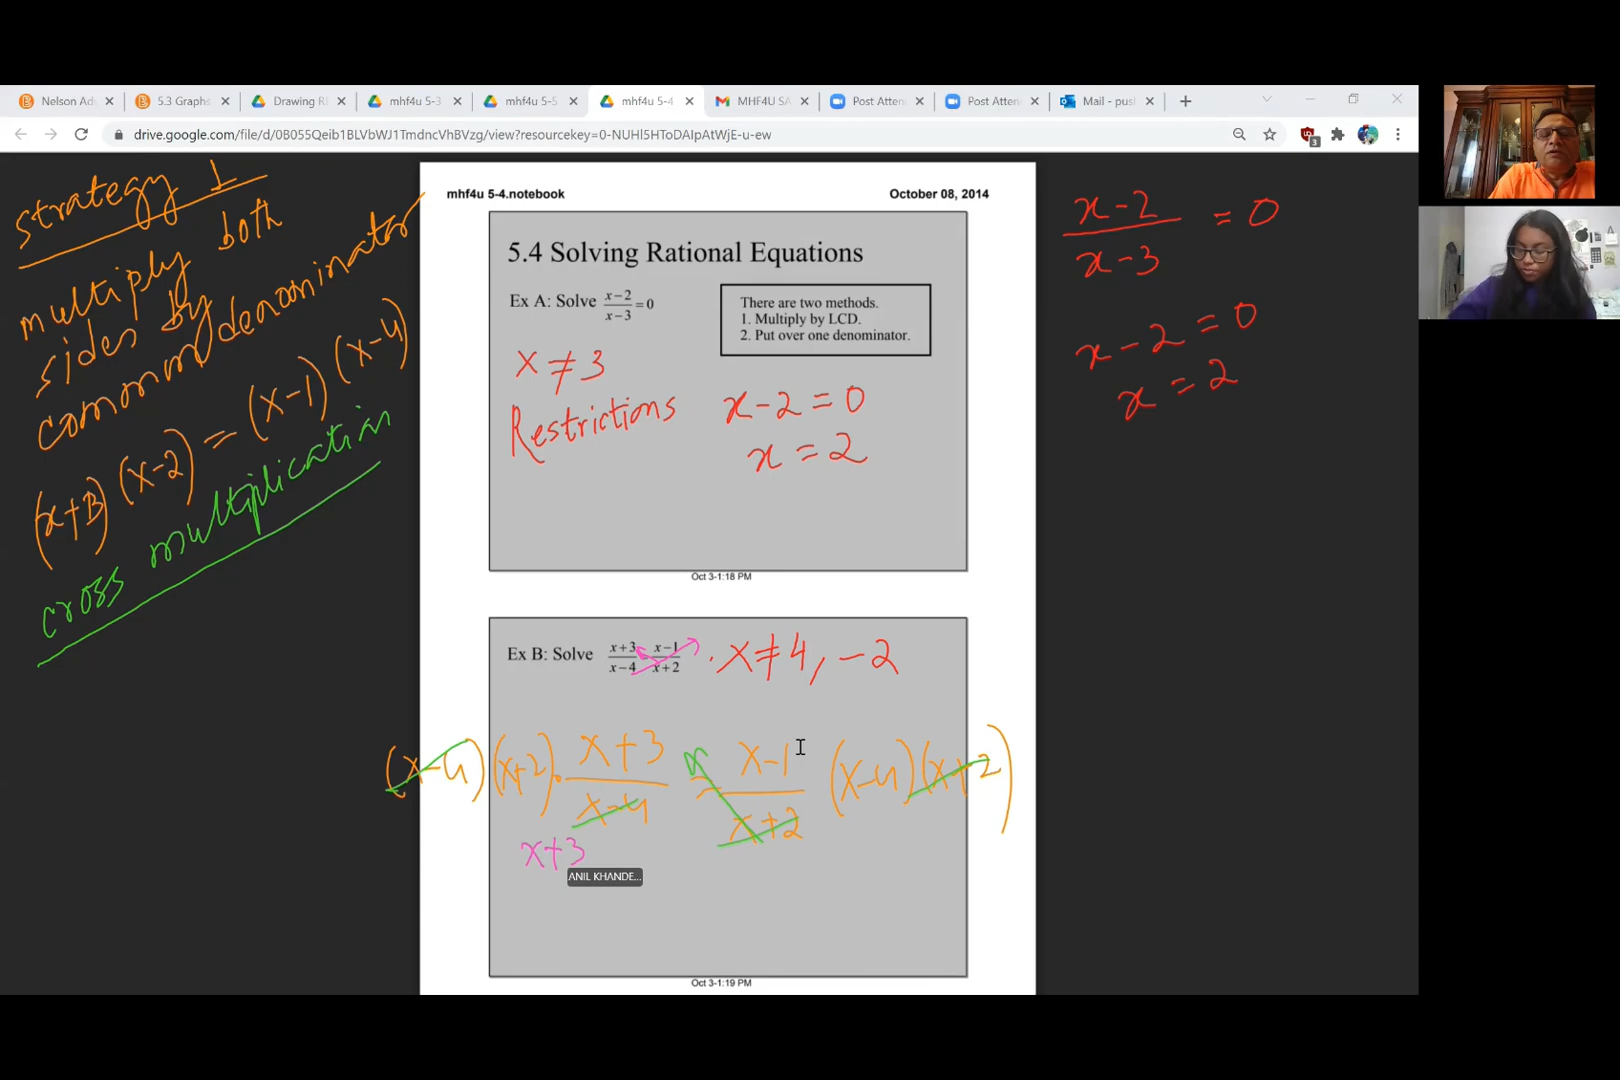 Nelson Ad
5.3 Graphs
Drawing R
mhf4u 5-3
mhf4u 5-5
mhf4u 5-4
MHF4U SA
Post Atten
Post Atten
Mail - pus
drive.google.com/file/d/0B055Qeib1BLVbWJ1TmdncVhBVzg/view?resourcekey=0-NUHl5HToDAIpAtWjE-u-ew
3
strategy 1
multiply both
sides by
common denominator
(x+3) (x-2) = (x-1) (x-4)
cross multiplication
mhf4u 5-4.notebook
October 08, 2014
5.4 Solving Rational Equations
Ex A: Solve x-2/x-3 =0
There are two methods.
1. Multiply by LCD.
2. Put over one denominator.
x ≠ 3
Restrictions
x-2 = 0
x = 2
Oct 3-1:18 PM
Ex B: Solve x+3/x-4 = x-1/x+2 . x ≠ 4, -2
(x-4) (x+2) . x+3/x-4 = x-1/x+2 (x-4)(x+2)
x+3
ANIL KHANDE...
Oct 3-1:19 PM
x-2/x-3 = 0
x-2 = 0
x = 2